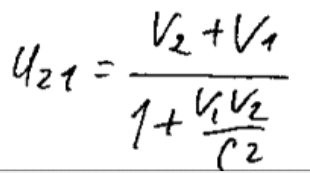 u₂₁ = (V₂ + V₁) / (1 + (V₁V₂ / c²))